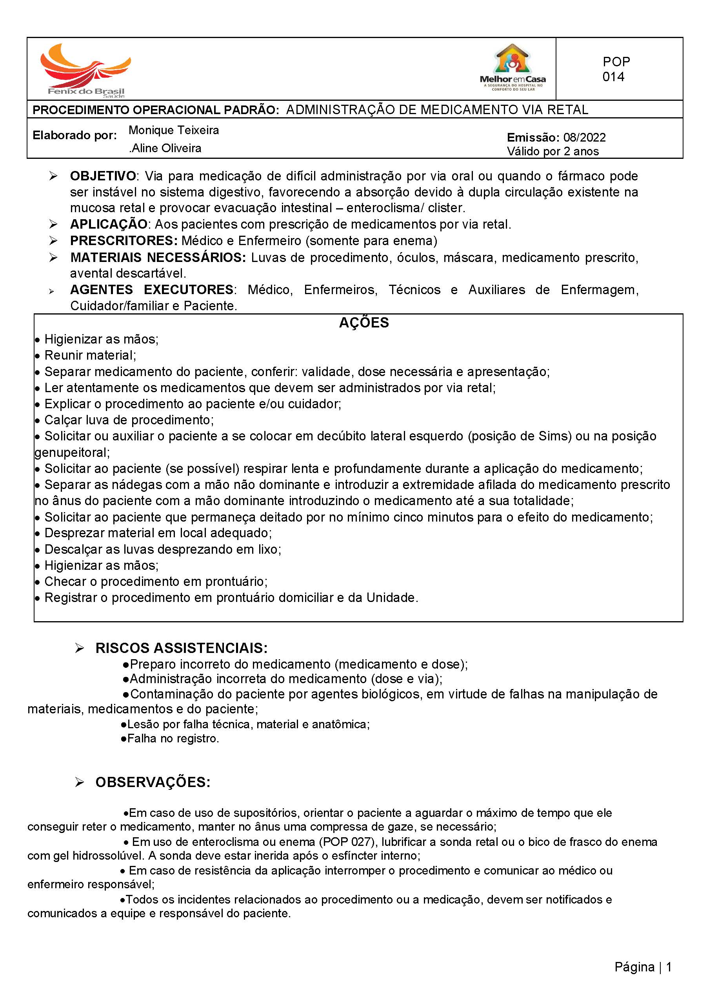 Fenix do Brasil
Saúde
Melhor em Casa
A SEGURANÇA DO HOSPITAL NO
CONFORTO DO SEU LAR
POP
014
PROCEDIMENTO OPERACIONAL PADRÃO: ADMINISTRAÇÃO DE MEDICAMENTO VIA RETAL
Elaborado por: Monique Teixeira
.Aline Oliveira
Emissão: 08/2022
Válido por 2 anos
➢ OBJETIVO: Via para medicação de difícil administração por via oral ou quando o fármaco pode
ser instável no sistema digestivo, favorecendo a absorção devido à dupla circulação existente na
mucosa retal e provocar evacuação intestinal – enteroclisma/ clister.
➢ APLICAÇÃO: Aos pacientes com prescrição de medicamentos por via retal.
➢ PRESCRITORES: Médico e Enfermeiro (somente para enema)
➢ MATERIAIS NECESSÁRIOS: Luvas de procedimento, óculos, máscara, medicamento prescrito,
avental descartável.
➢ AGENTES EXECUTORES: Médico, Enfermeiros, Técnicos e Auxiliares de Enfermagem,
Cuidador/familiar e Paciente.
AÇÕES
• Higienizar as mãos;
• Reunir material;
• Separar medicamento do paciente, conferir: validade, dose necessária e apresentação;
• Ler atentamente os medicamentos que devem ser administrados por via retal;
• Explicar o procedimento ao paciente e/ou cuidador;
• Calçar luva de procedimento;
• Solicitar ou auxiliar o paciente a se colocar em decúbito lateral esquerdo (posição de Sims) ou na posição
genupeitoral;
• Solicitar ao paciente (se possível) respirar lenta e profundamente durante a aplicação do medicamento;
• Separar as nádegas com a mão não dominante e introduzir a extremidade afilada do medicamento prescrito
no ânus do paciente com a mão dominante introduzindo o medicamento até a sua totalidade;
• Solicitar ao paciente que permaneça deitado por no mínimo cinco minutos para o efeito do medicamento;
• Desprezar material em local adequado;
• Descalçar as luvas desprezando em lixo;
• Higienizar as mãos;
• Checar o procedimento em prontuário;
• Registrar o procedimento em prontuário domiciliar e da Unidade.
➢ RISCOS ASSISTENCIAIS:
●Preparo incorreto do medicamento (medicamento e dose);
●Administração incorreta do medicamento (dose e via);
●Contaminação do paciente por agentes biológicos, em virtude de falhas na manipulação de
materiais, medicamentos e do paciente;
●Lesão por falha técnica, material e anatômica;
●Falha no registro.
➢ OBSERVAÇÕES:
•Em caso de uso de supositórios, orientar o paciente a aguardar o máximo de tempo que ele
conseguir reter o medicamento, manter no ânus uma compressa de gaze, se necessário;
• Em uso de enteroclisma ou enema (POP 027), lubrificar a sonda retal ou o bico de frasco do enema
com gel hidrossolúvel. A sonda deve estar inerida após o esfíncter interno;
• Em caso de resistência da aplicação interromper o procedimento e comunicar ao médico ou
enfermeiro responsável;
•Todos os incidentes relacionados ao procedimento ou a medicação, devem ser notificados e
comunicados a equipe e responsável do paciente.
Página | 1